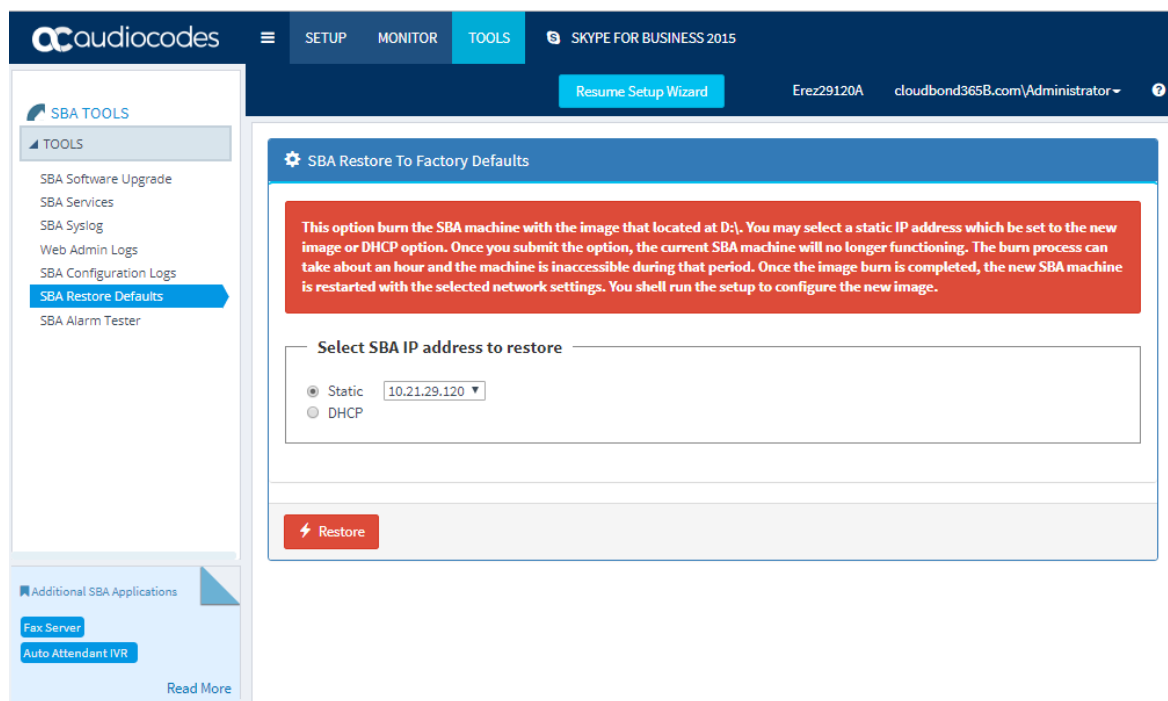 audiocodes
SETUP MONITOR TOOLS SKYPE FOR BUSINESS 2015
Resume Setup Wizard Erez29120A cloudbond365B.com\Administrator
SBA TOOLS
TOOLS
SBA Software Upgrade
SBA Services
SBA Syslog
Web Admin Logs
SBA Configuration Logs
SBA Restore Defaults
SBA Alarm Tester
SBA Restore To Factory Defaults
This option burn the SBA machine with the image that located at D:\. You may select a static IP address which be set to the new
image or DHCP option. Once you submit the option, the current SBA machine will no longer functioning. The burn process can
take about an hour and the machine is inaccessible during that period. Once the image burn is completed, the new SBA machine
is restarted with the selected network settings. You shell run the setup to configure the new image.
Select SBA IP address to restore
Static 10.21.29.120
DHCP
Restore
Additional SBA Applications
Fax Server
Auto Attendant IVR
Read More